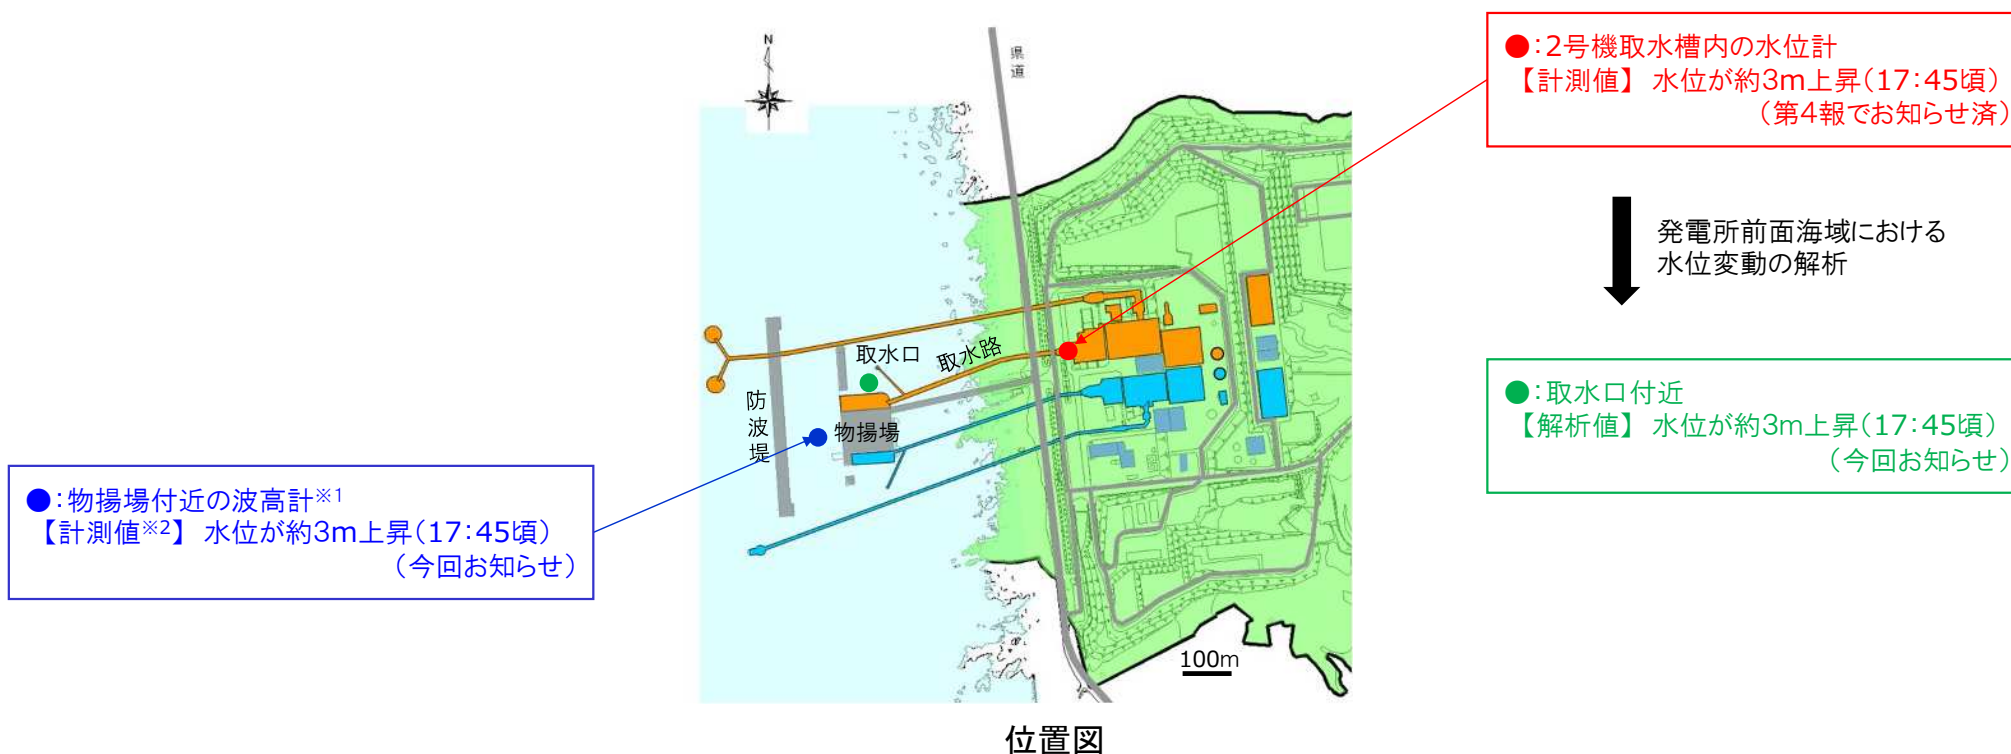 N
県道
●:2号機取水槽内の水位計
【計測値】 水位が約3m上昇(17:45頃)
(第4報でお知らせ済)
発電所前面海域における
水位変動の解析
取水口
取水路
防波堤
物揚場
●:取水口付近
【解析値】 水位が約3m上昇(17:45頃)
(今回お知らせ)
●:物揚場付近の波高計※1
【計測値※2】 水位が約3m上昇(17:45頃)
(今回お知らせ)
100m
位置図